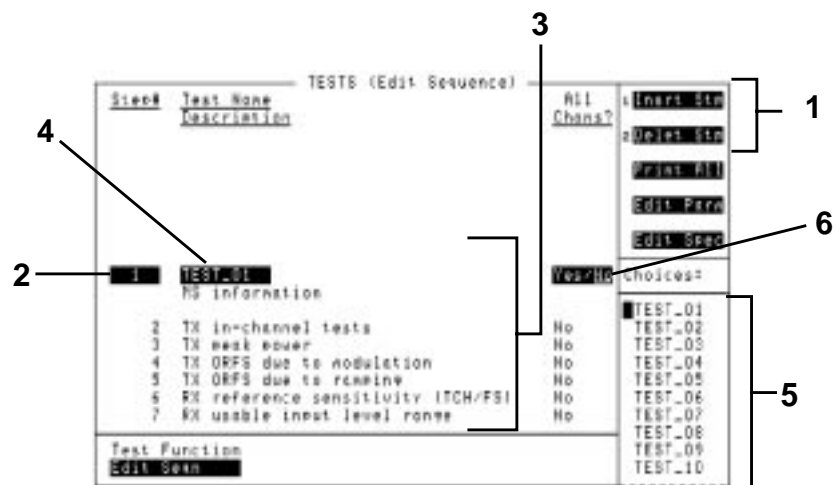 3
TESTS (Edit Sequence)
Step# Test Name All
Description Chans?
1 Insrt Stp
2 Delet Stp
1
Print All
Edit Parm
Edit Spec
4
6
2
1 TEST_01 Yes/No
MS information
Choices:
3
2 TX in-channel tests No
3 TX peak power No
4 TX ORFS due to modulation No
5 TX ORFS due to ramping No
6 RX reference sensitivity (TCH/FS) No
7 RX usable input level range No
TEST_01
TEST_02
TEST_03
TEST_04
TEST_05
TEST_06
TEST_07
TEST_08
TEST_09
TEST_10
5
Test Function
Edit Seqn